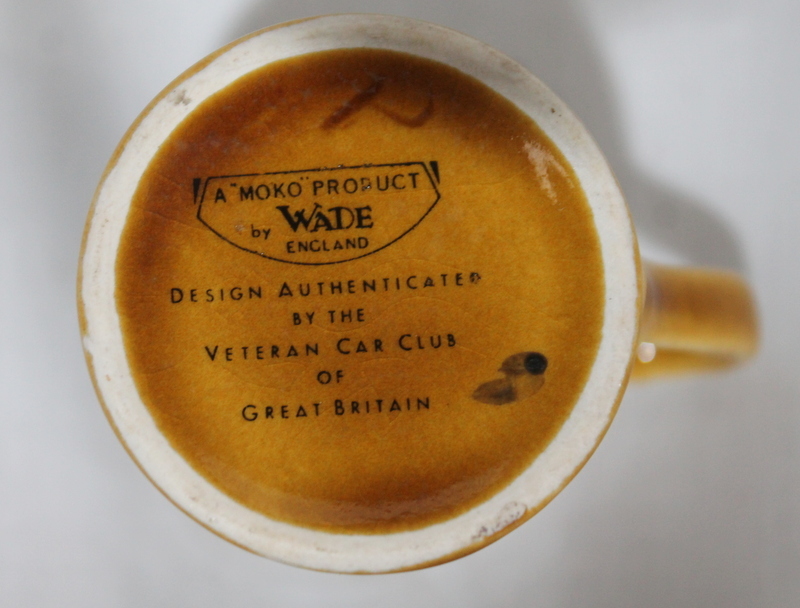 A "MOKO" PRODUCT
by WADE
ENGLAND
DESIGN AUTHENTICATED
BY THE
VETERAN CAR CLUB
OF
GREAT BRITAIN